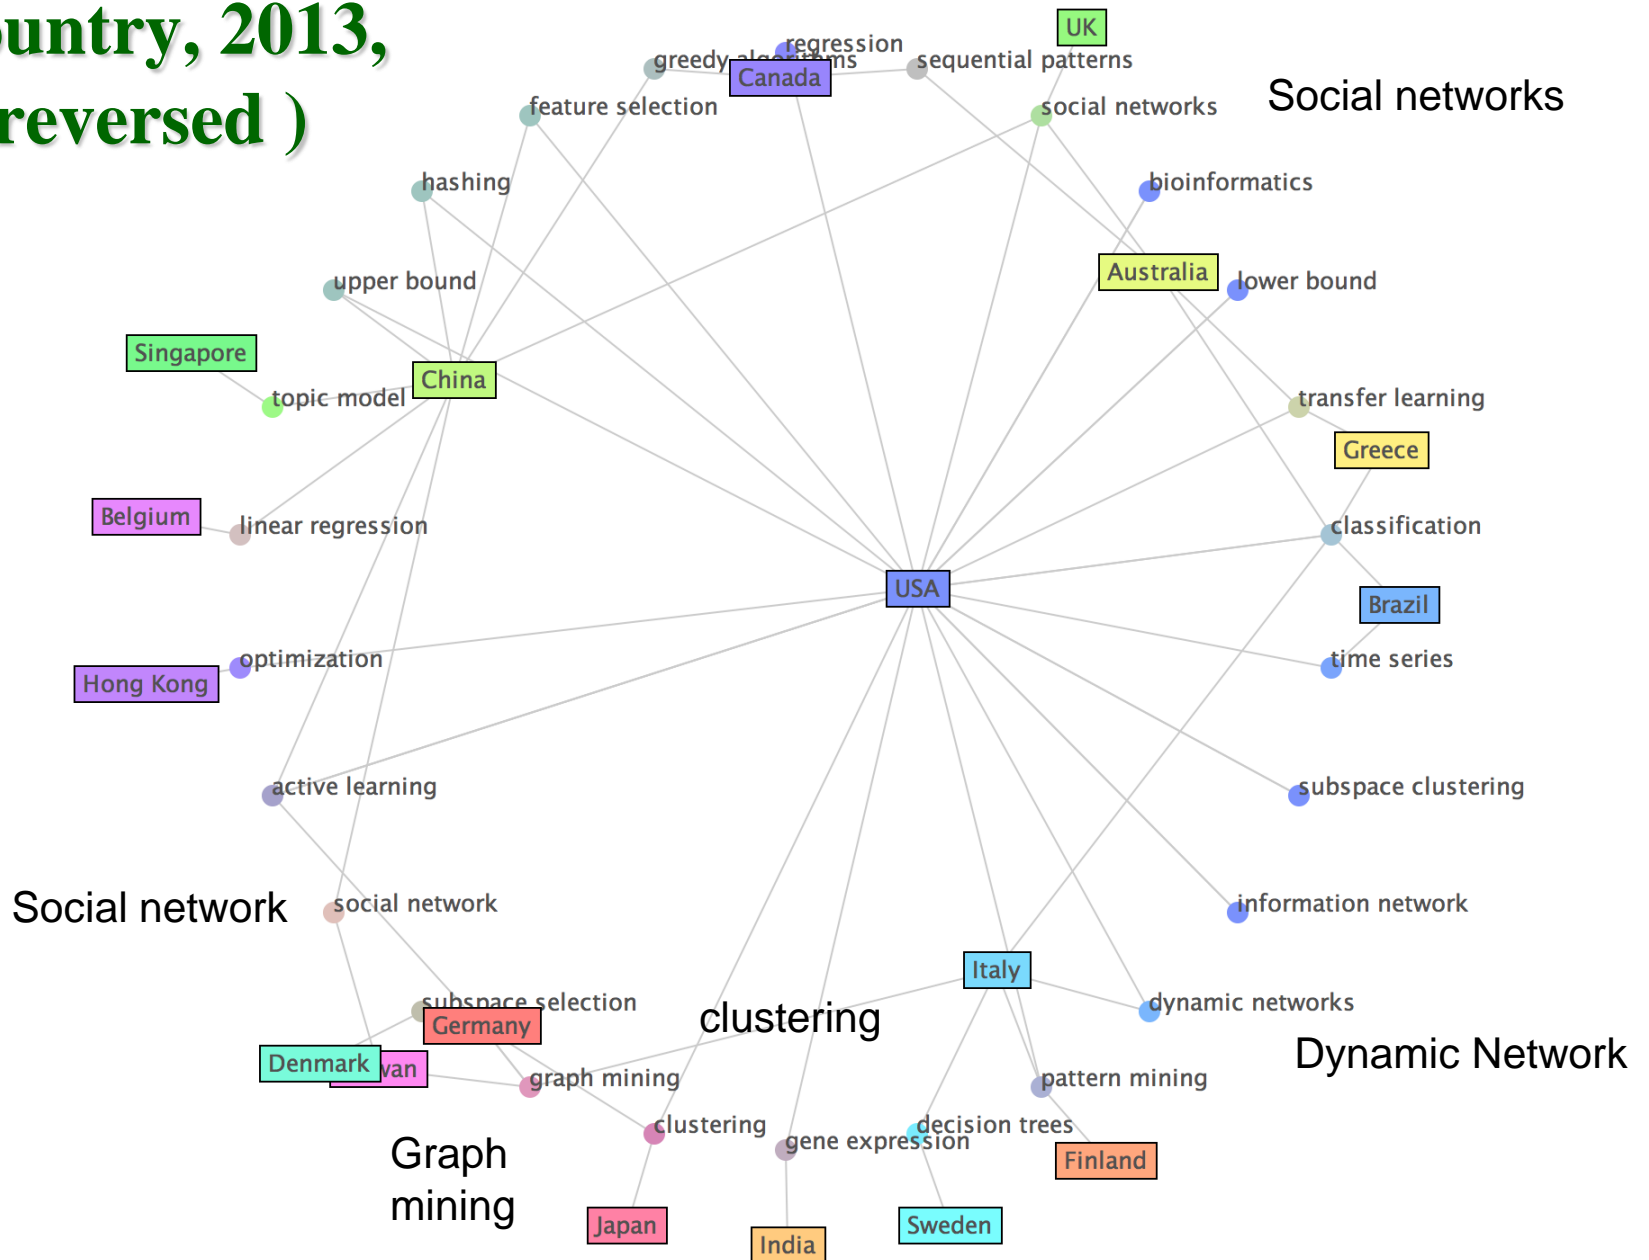 ountry, 2013,
reversed )
UK
regression
greedy algorithms
sequential patterns
Canada
Social networks
feature selection
social networks
hashing
bioinformatics
Australia
upper bound
lower bound
Singapore
China
topic model
transfer learning
Greece
Belgium
linear regression
classification
USA
Brazil
optimization
time series
Hong Kong
active learning
subspace clustering
Social network
social network
information network
Italy
subspace selection
dynamic networks
Germany
clustering
Dynamic Network
Denmark
wan
graph mining
pattern mining
clustering
decision trees
gene expression
Graph
mining
Finland
Japan
Sweden
India